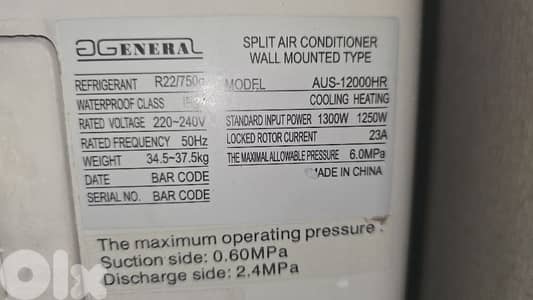 GENERAL
SPLIT AIR CONDITIONER
WALL MOUNTED TYPE
REFRIGERANT R22/750g
MODEL AUS-12000HR
WATERPROOF CLASS
COOLING HEATING
RATED VOLTAGE 220~240V
STANDARD INPUT POWER 1300W 1250W
RATED FREQUENCY 50Hz
LOCKED ROTOR CURRENT 23A
WEIGHT 34.5~37.5kg
THE MAXIMAL ALLOWABLE PRESSURE 6.0MPa
DATE BAR CODE
MADE IN CHINA
SERIAL NO. BAR CODE
The maximum operating pressure :
Suction side: 0.60MPa
Discharge side: 2.4MPa
OLX